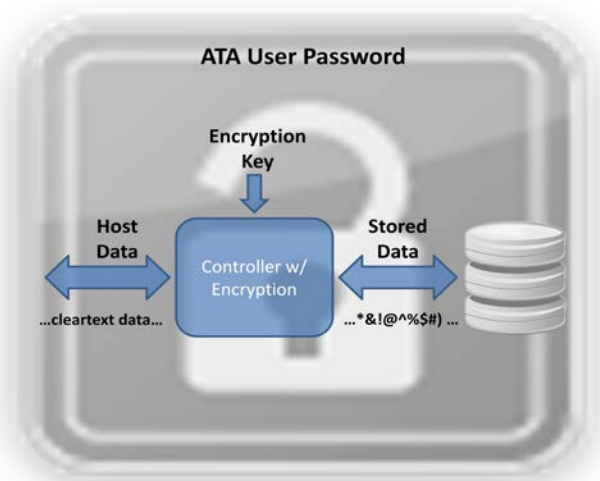 ATA User Password
Encryption
Key
Host
Data
Controller w/
Encryption
Stored
Data
...cleartext data...
...*&!@^%$#) ...